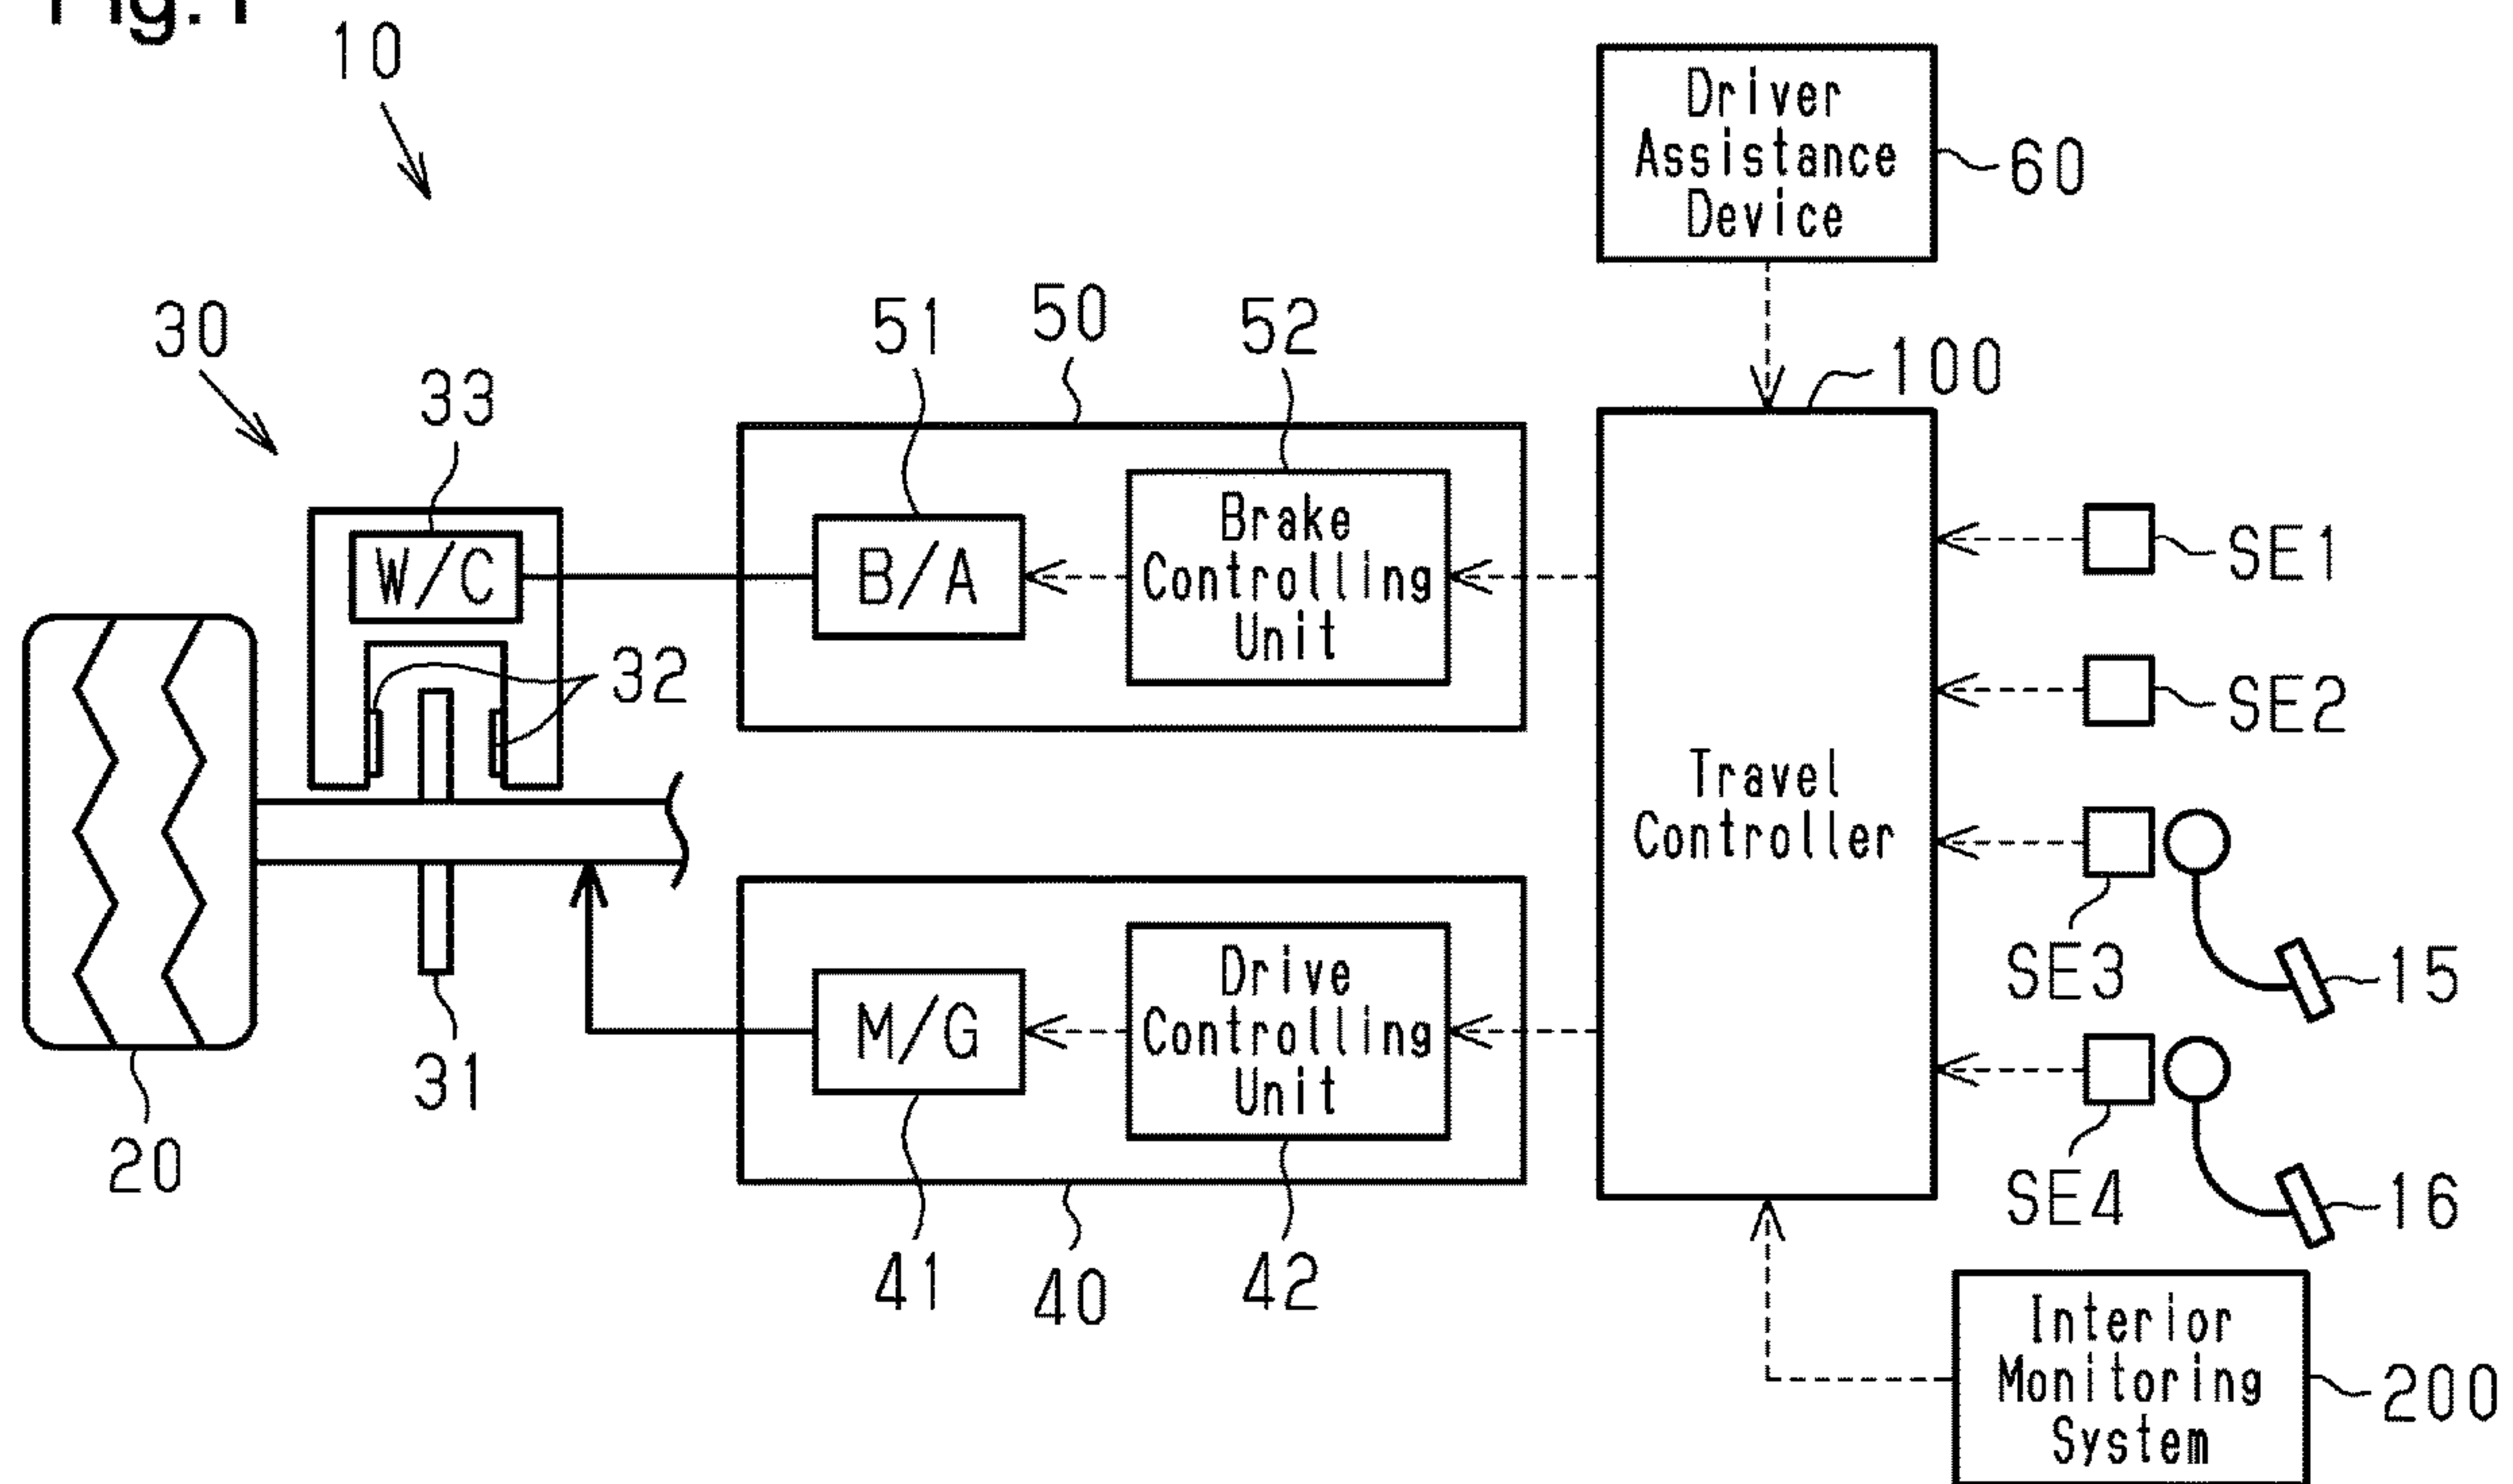 Fig.1
10
Driver
Assistance
Device
60
30
33
51
50
52
100
W/C
B/A
Brake
Controlling
Unit
SE1
32
SE2
Travel
Controller
SE3
15
M/G
Drive
Controlling
Unit
31
20
SE4
16
41
40
42
Interior
Monitoring
System
200